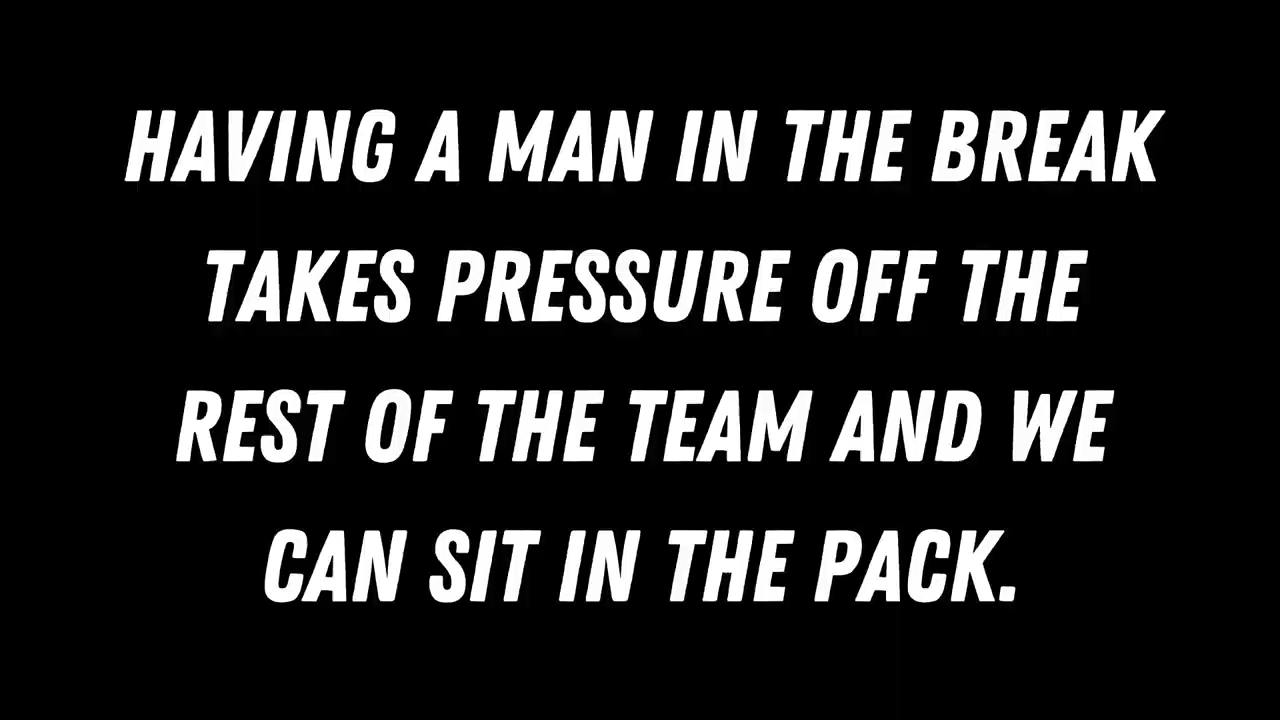 HAVING A MAN IN THE BREAK
TAKES PRESSURE OFF THE
REST OF THE TEAM AND WE
CAN SIT IN THE PACK.